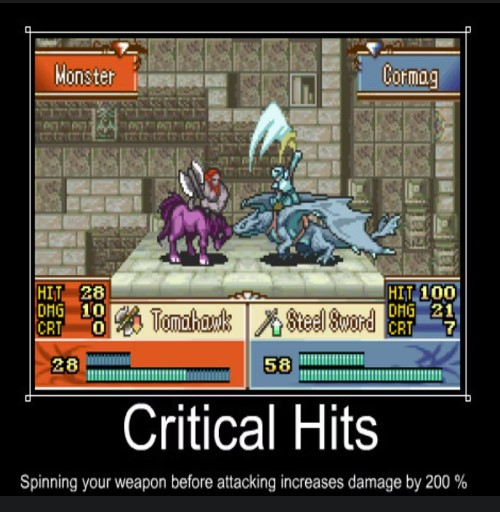 Monster
Cormag
HIT 28
DMG 10
CRT 0
Tomahawk
Steel Sword
HIT 100
DMG 21
CRT 7
28
58
Critical Hits
Spinning your weapon before attacking increases damage by 200 %